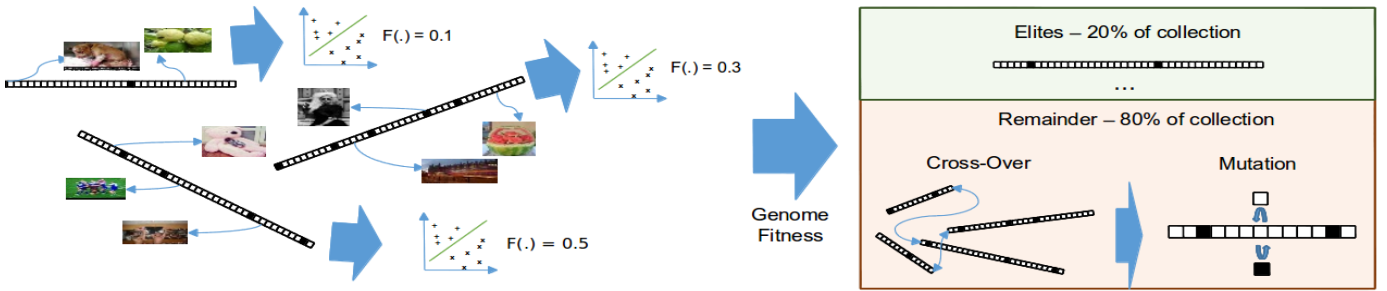 F(.) = 0.1
F(.) = 0.3
F(.) = 0.5
Genome
Fitness
Elites – 20% of collection
...
Remainder – 80% of collection
Cross-Over
Mutation